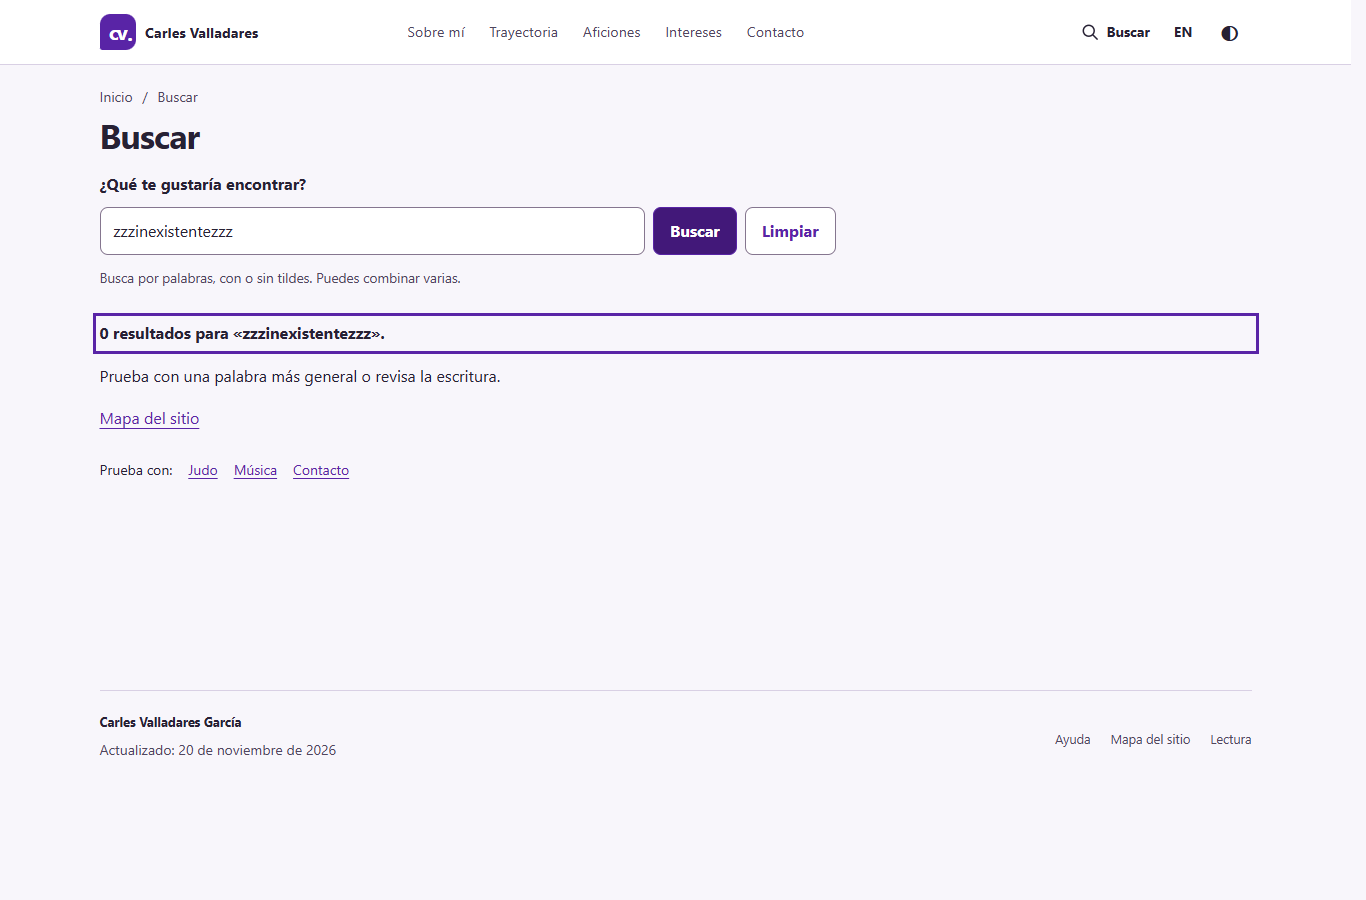 cv. Carles Valladares Sobre mí Trayectoria Aficiones Intereses Contacto Buscar EN
Inicio / Buscar
Buscar
¿Qué te gustaría encontrar?
zzzinexistentezzz Buscar Limpiar
Busca por palabras, con o sin tildes. Puedes combinar varias.
0 resultados para «zzzinexistentezzz».
Prueba con una palabra más general o revisa la escritura.
Mapa del sitio
Prueba con: Judo Música Contacto
Carles Valladares García
Actualizado: 20 de noviembre de 2026
Ayuda Mapa del sitio Lectura